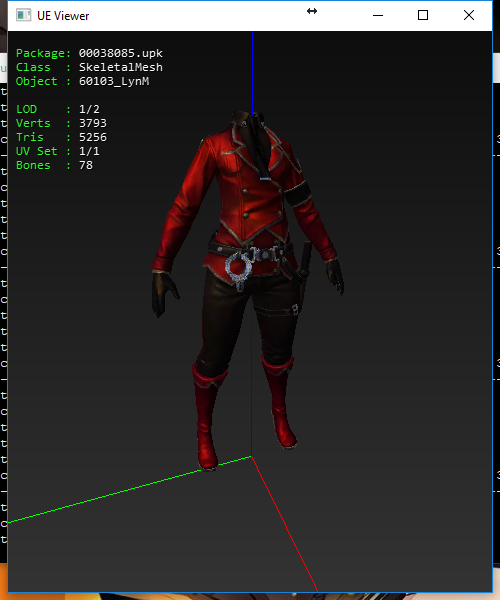 UE Viewer
Package: 00038085.upk
Class : SkeletalMesh
Object : 60103_LynM
LOD : 1/2
Verts : 3793
Tris : 5256
UV Set : 1/1
Bones : 78